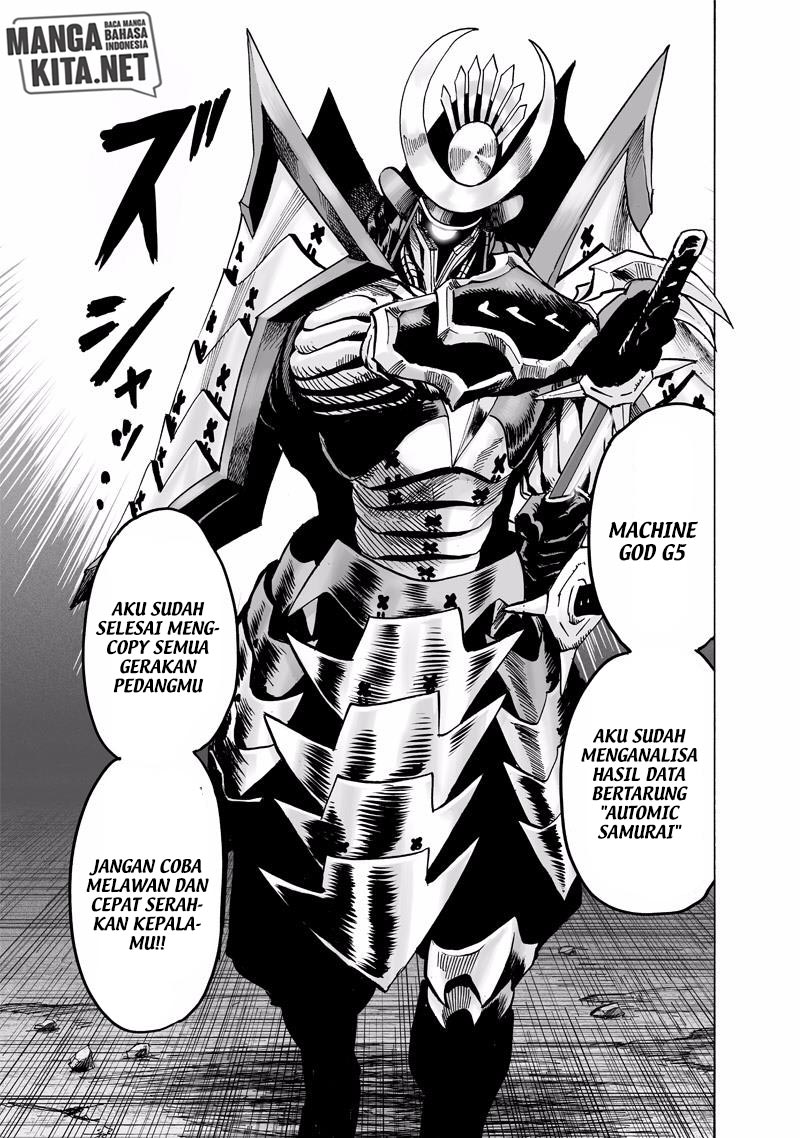 MANGA
KITA.NET
BACA MANGA
BAHASA
INDONESIA
ズ
シャッ
MACHINE
GOD G5
AKU SUDAH
MENGANALISA
HASIL DATA
BERTARUNG
"AUTOMIC
SAMURAI"
AKU SUDAH
SELESAI MENG-
COPY SEMUA
GERAKAN
PEDANGMU
JANGAN COBA
MELAWAN DAN
CEPAT SERAH-
KAN KEPALA-
MU!!